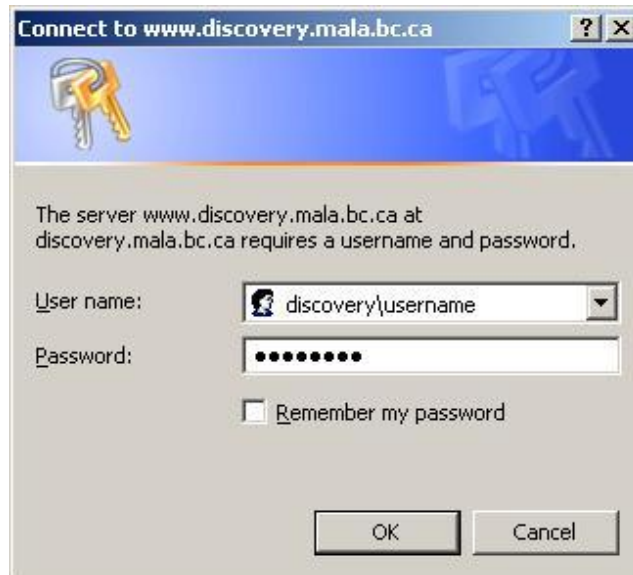 Connect to www.discovery.mala.bc.ca
The server www.discovery.mala.bc.ca at
discovery.mala.bc.ca requires a username and password.
User name: discovery\username
Password: ●●●●●●●●
Remember my password
OK Cancel